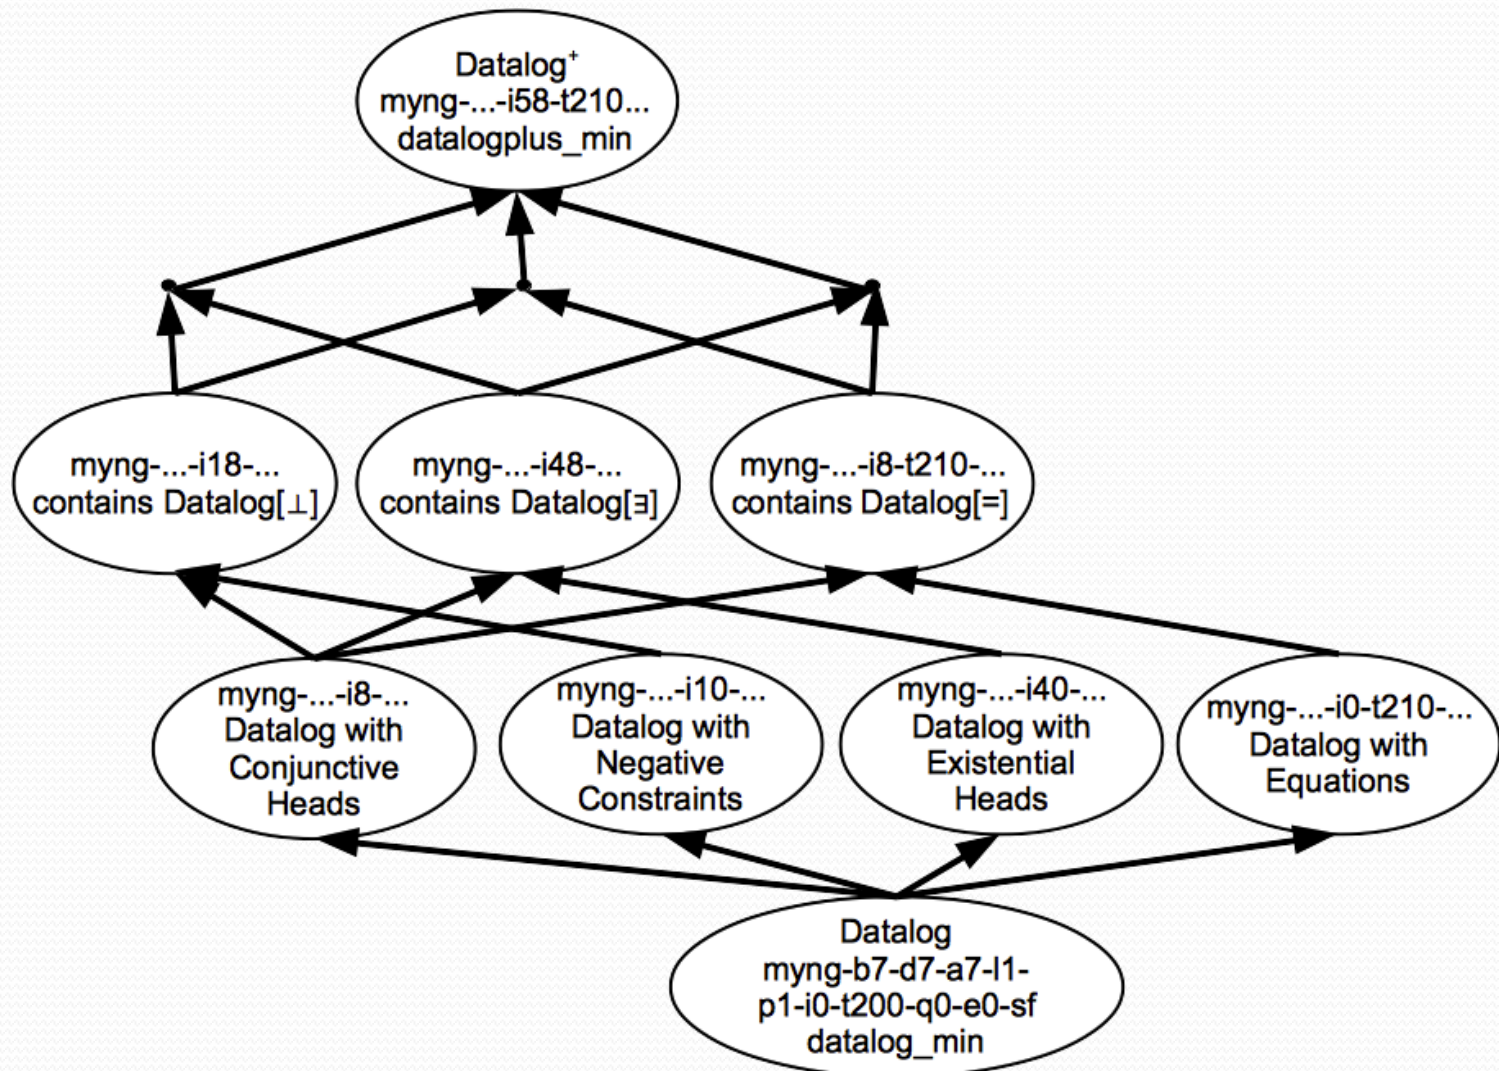 Datalog⁺
myng-...-i58-t210...
datalogplus_min
myng-...-i18-...
contains Datalog[⊥]
myng-...-i48-...
contains Datalog[∃]
myng-...-i8-t210-...
contains Datalog[=]
myng-...-i8-...
Datalog with
Conjunctive
Heads
myng-...-i10-...
Datalog with
Negative
Constraints
myng-...-i40-...
Datalog with
Existential
Heads
myng-...-i0-t210-...
Datalog with
Equations
Datalog
myng-b7-d7-a7-l1-
p1-i0-t200-q0-e0-sf
datalog_min